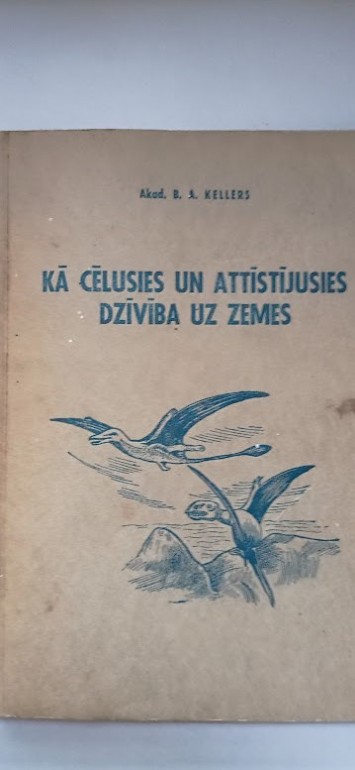 Akad. B. A. KELLERS
KĀ CĒLUSIES UN ATTĪSTĪJUSIES
DZĪVĪBA UZ ZEMES